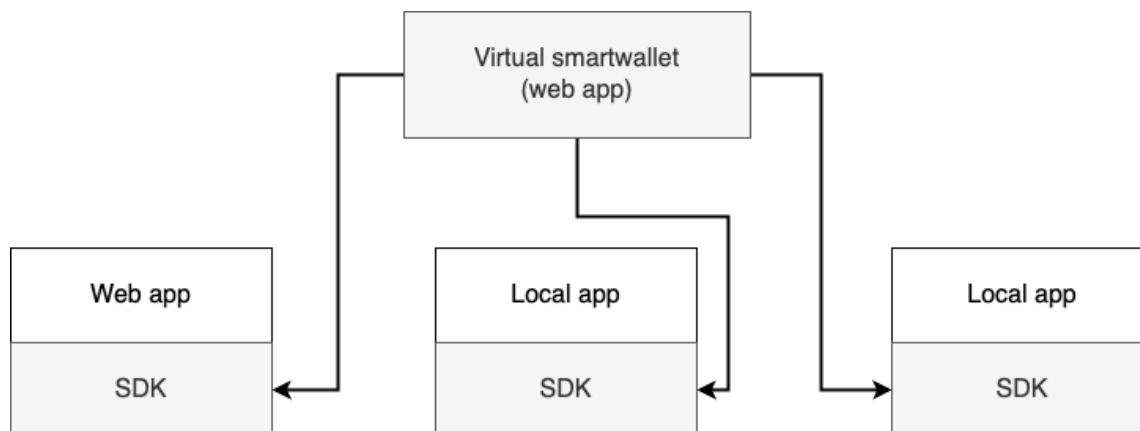 Virtual smartwallet
(web app)
Web app
Local app
Local app
SDK
SDK
SDK